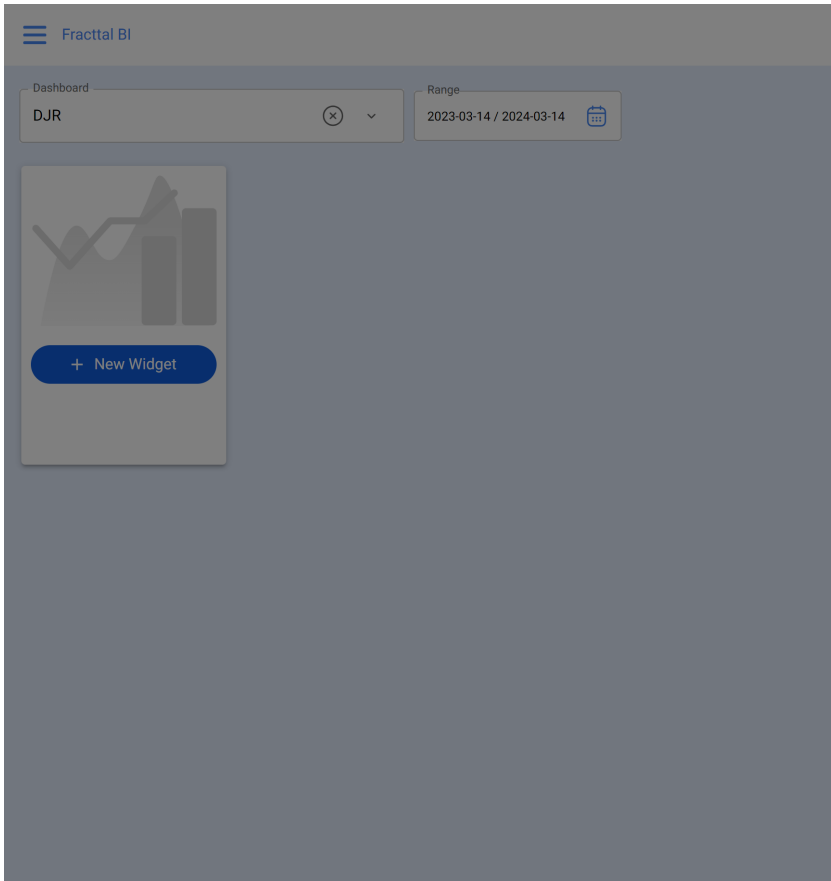 Fracttal BI
Dashboard
DJR
Range
2023-03-14 / 2024-03-14
New Widget